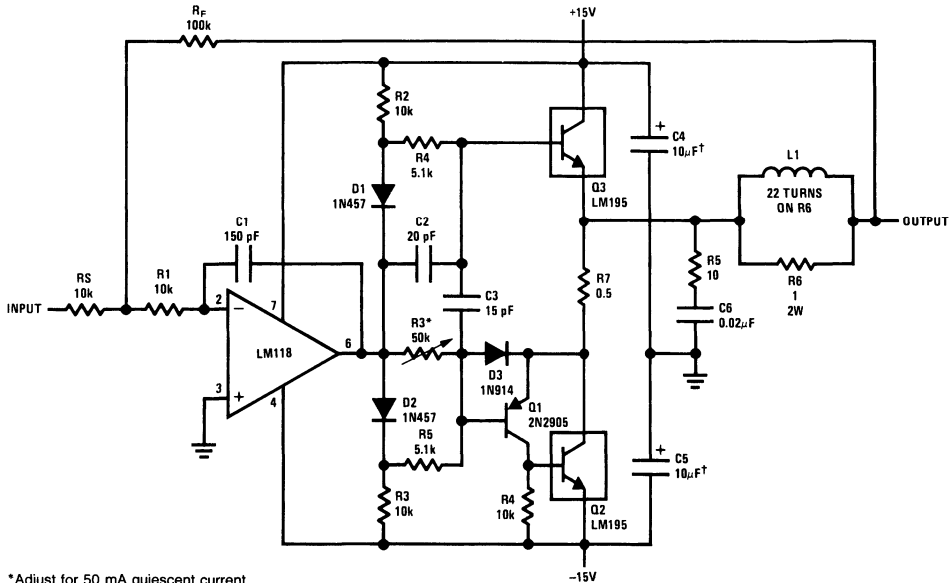 R_F
100k
+15V
R2
10k
R4
5.1k
C4
10µF†
+
L1
22 TURNS
ON R6
Q3
LM195
D1
1N457
C1
150 pF
C2
20 pF
OUTPUT
R7
0.5
R5
10
R6
1
2W
RS
10k
R1
10k
INPUT
2
7
C3
15 pF
C6
0.02µF
R3*
50k
LM118
6
D3
1N914
3
+
4
D2
1N457
Q1
2N2905
R5
5.1k
+
C5
10µF†
R3
10k
R4
10k
Q2
LM195
−15V
*Adjust for 50 mA quiescent current